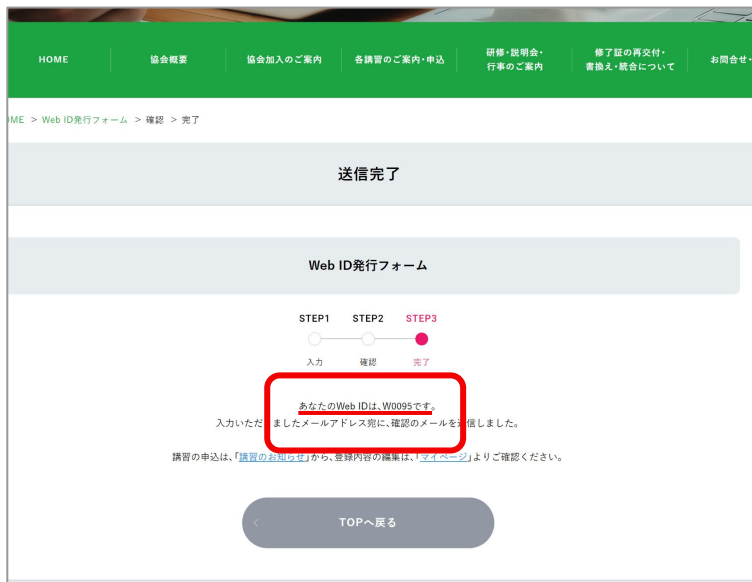 HOME
協会概要
協会加入のご案内
各講習のご案内・申込
研修・説明会・
行事のご案内
修了証の再交付・
書換え・統合について
お問合せ・
OME > Web ID発行フォーム > 確認 > 完了
送信完了
Web ID発行フォーム
STEP1 STEP2 STEP3
入力 確認 完了
あなたのWeb IDは、W0095です。
入力いただきましたメールアドレス宛に、確認のメールを送信しました。
講習の申込は、「講習のお知らせ」から、登録内容の編集は、「マイページ」よりご確認ください。
TOPへ戻る